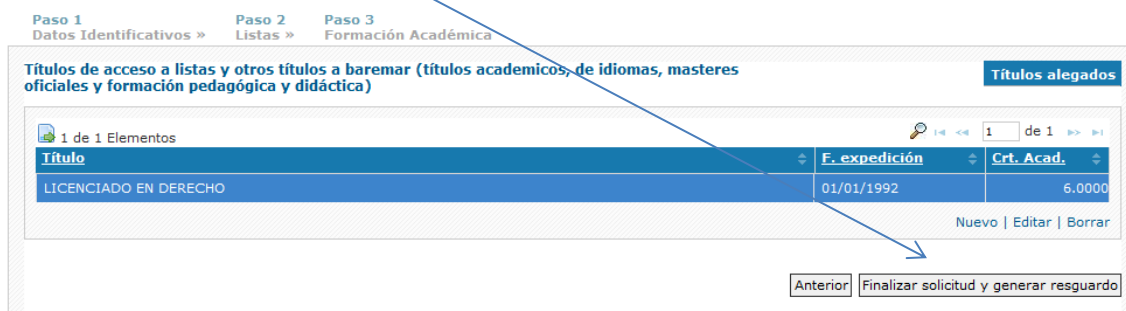 Paso 1 Paso 2 Paso 3
Datos Identificativos » Listas » Formación Académica
Títulos de acceso a listas y otros títulos a baremar (títulos academicos, de idiomas, masteres
oficiales y formación pedagógica y didáctica)
Títulos alegados
1 de 1 Elementos 1 de 1
Título F. expedición Crt. Acad.
LICENCIADO EN DERECHO 01/01/1992 6.0000
Nuevo | Editar | Borrar
Anterior Finalizar solicitud y generar resguardo